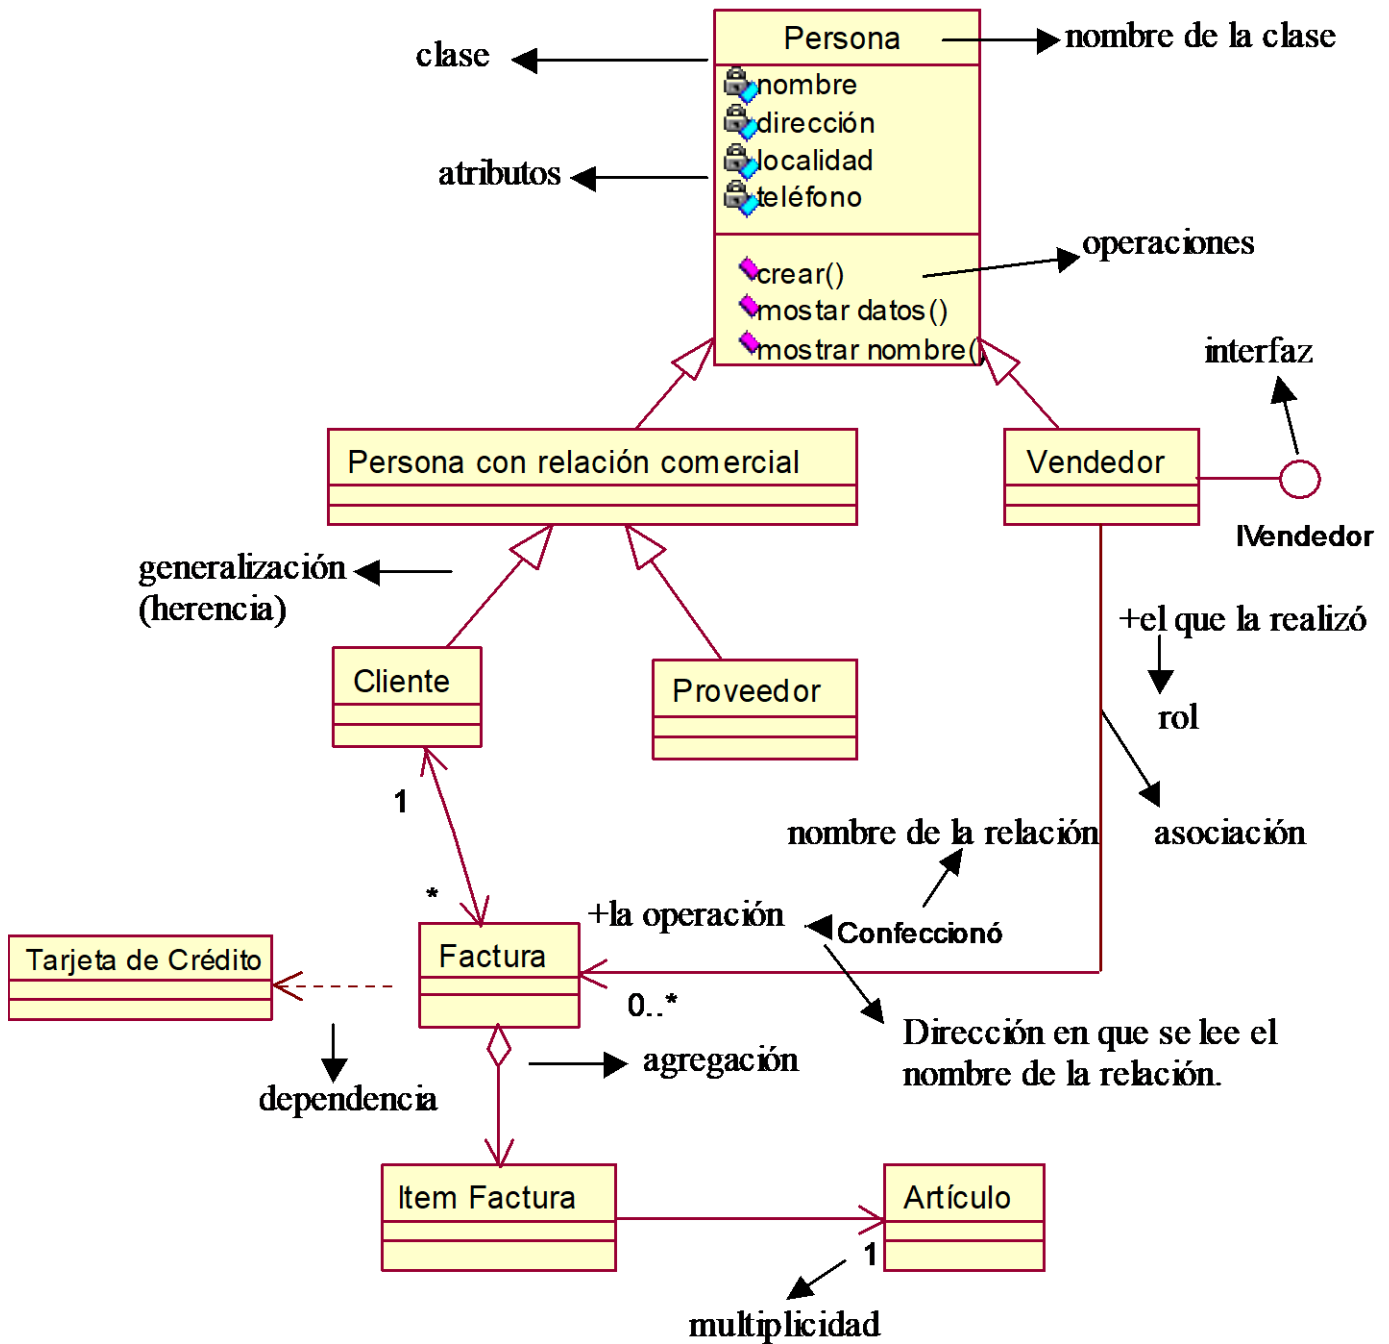 Persona
nombre de la clase
clase
nombre
dirección
localidad
atributos
teléfono
operaciones
crear()
mostar datos()
mostrar nombre()
interfaz
Persona con relación comercial
Vendedor
IVendedor
generalización
(herencia)
+el que la realizó
Cliente
Proveedor
rol
1
nombre de la relación
asociación
*
+la operación
Confeccionó
Factura
Tarjeta de Crédito
0..*
Dirección en que se lee el
nombre de la relación.
agregación
dependencia
Item Factura
Artículo
1
multiplicidad